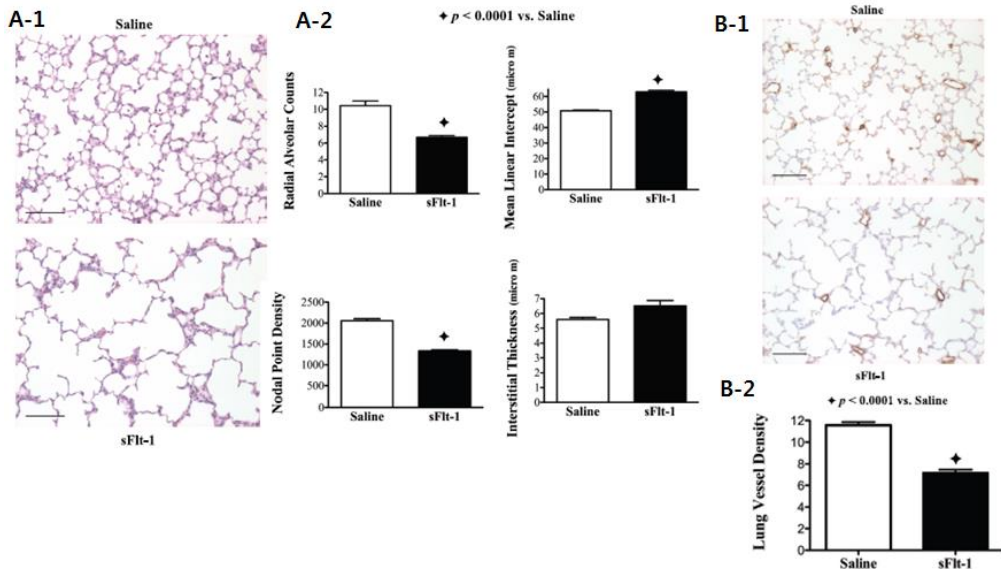 A-1
Saline
sFlt-1
A-2
✦ p < 0.0001 vs. Saline
Radial Alveolar Counts
12
10
8
6
4
2
0
✦
Saline
sFlt-1
Mean Linear Intercept (micro m)
60
50
40
30
20
10
0
✦
Saline
sFlt-1
Nodal Point Density
2500
2000
1500
1000
500
0
✦
Saline
sFlt-1
Interstitial Thickness (micro m)
7
6
5
4
3
2
1
0
Saline
sFlt-1
B-1
Saline
sFlt-1
B-2
✦ p < 0.0001 vs. Saline
Lung Vessel Density
12
10
8
6
4
2
0
✦
Saline
sFlt-1